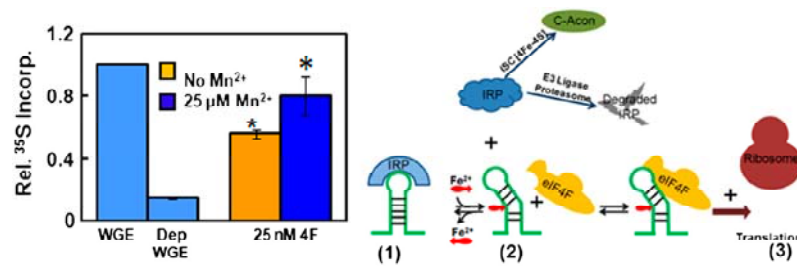 Rel. ³⁵S Incorp.
1.2
0.8
0.4
0
No Mn²⁺
25 µM Mn²⁺
*
*
WGE
Dep
WGE
25 nM 4F
C-Acon
ISC[4Fe-4S]
IRP
E3 Ligase
Proteasome
Degraded
IRP
+
IRP
Fe²⁺
Fe²⁺
+
eIF4F
eIF4F
+
Ribosome
Translation
(1)
(2)
(3)